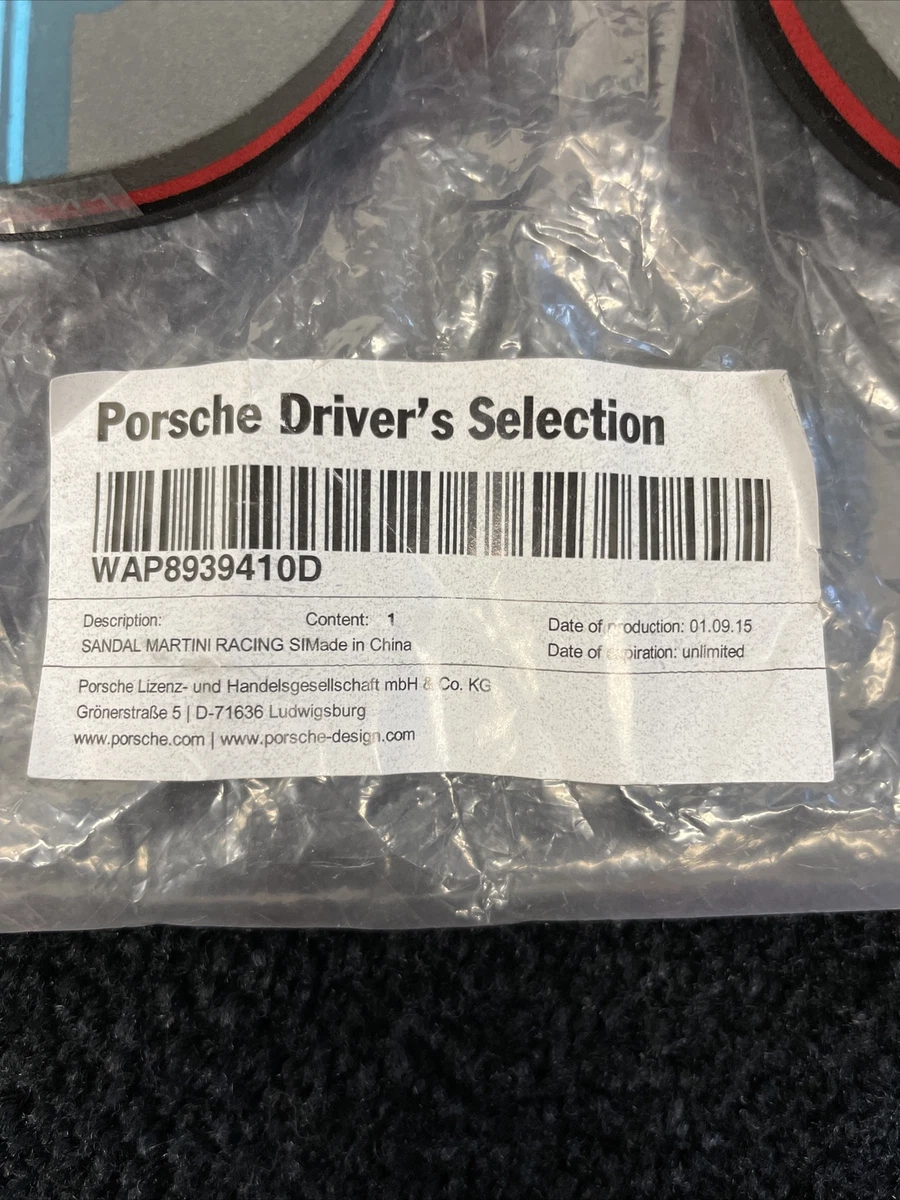 Porsche Driver's Selection
WAP8939410D
Description:
Content: 1
SANDAL MARTINI RACING SIMade in China
Date of production: 01.09.15
Date of expiration: unlimited
Porsche Lizenz- und Handelsgesellschaft mbH & Co. KG
Grönerstraße 5 | D-71636 Ludwigsburg
www.porsche.com | www.porsche-design.com